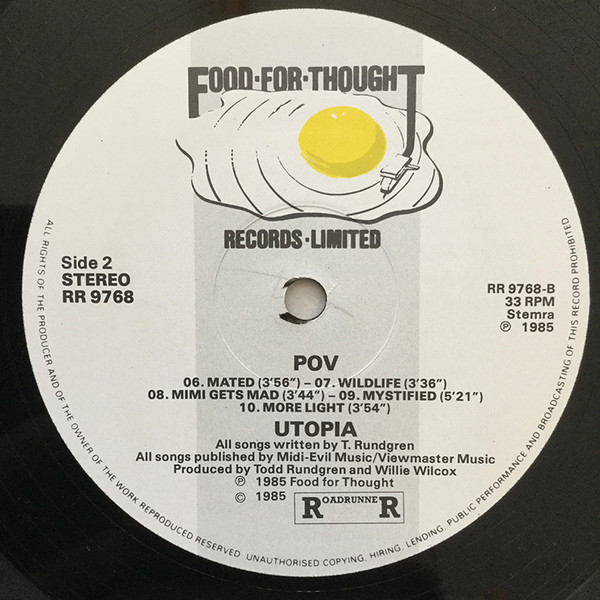 FOOD·FOR·THOUGHT
RECORDS·LIMITED
Side 2
STEREO
RR 9768
RR 9768-B
33 RPM
Stemra
℗ 1985
POV
06. MATED (3'56") – 07. WILDLIFE (3'36")
08. MIMI GETS MAD (3'44") – 09. MYSTIFIED (5'21")
10. MORE LIGHT (3'54")
UTOPIA
All songs written by T. Rundgren
All songs published by Midi-Evil Music/Viewmaster Music
Produced by Todd Rundgren and Willie Wilcox
℗ 1985 Food for Thought
© 1985 ROADRUNNER
ALL RIGHTS OF THE PRODUCER AND OF THE OWNER OF THE WORK REPRODUCED RESERVED UNAUTHORISED COPYING, HIRING, LENDING, PUBLIC PERFORMANCE AND BROADCASTING OF THIS RECORD PROHIBITED